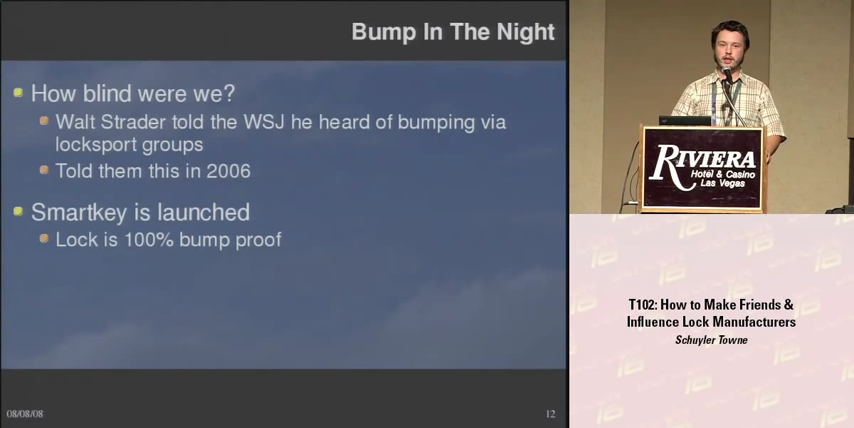 Bump In The Night
How blind were we?
Walt Strader told the WSJ he heard of bumping via
locksport groups
Told them this in 2006
Smartkey is launched
Lock is 100% bump proof
08/08/08
12
RIVIERA
Hotel & Casino
Las Vegas
T102: How to Make Friends &
Influence Lock Manufacturers
Schuyler Towne